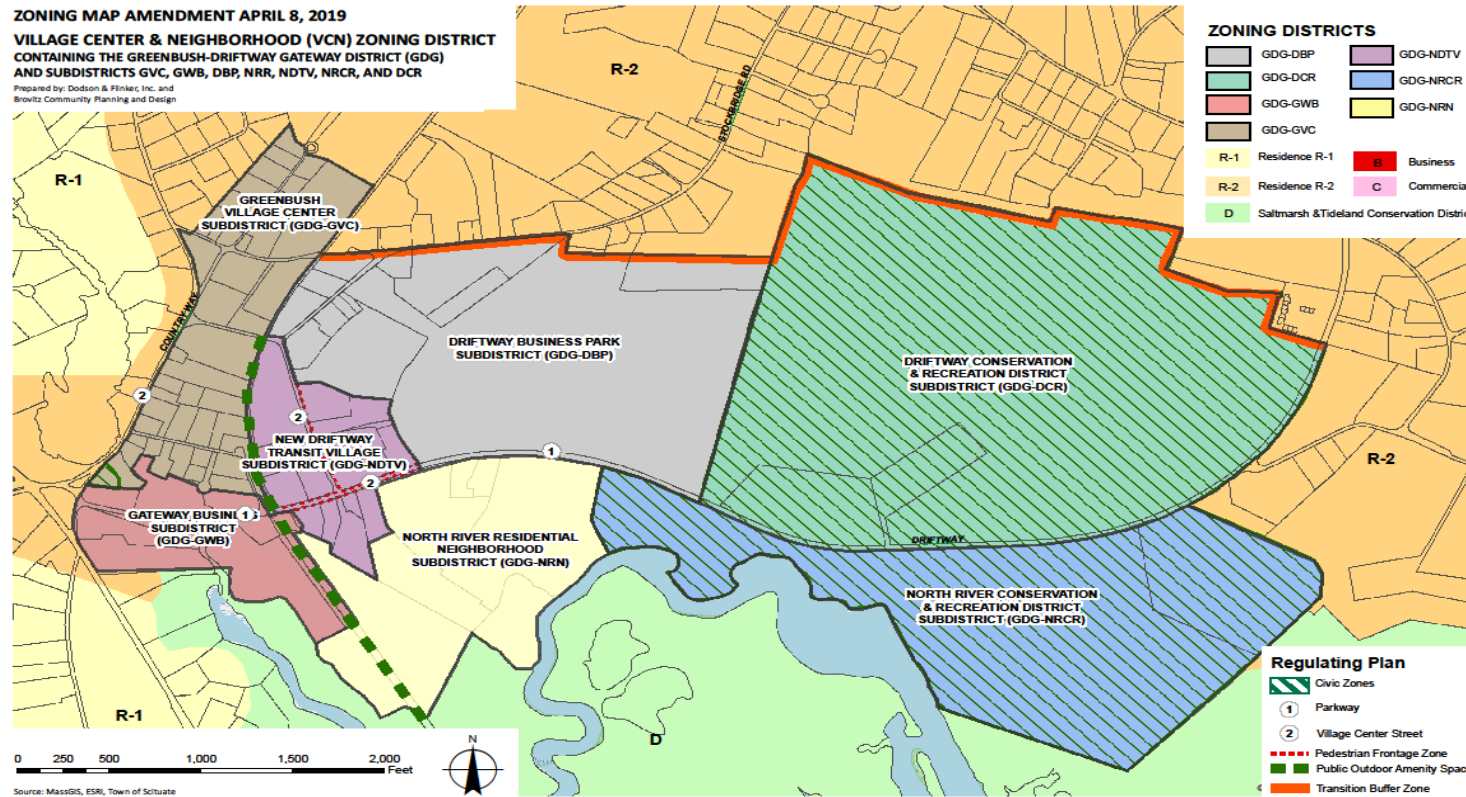 ZONING MAP AMENDMENT APRIL 8, 2019
VILLAGE CENTER & NEIGHBORHOOD (VCN) ZONING DISTRICT
CONTAINING THE GREENBUSH-DRIFTWAY GATEWAY DISTRICT (GDG)
AND SUBDISTRICTS GVC, GWB, DBP, NRR, NDTV, NRCR, AND DCR
Prepared by: Dodson & Flinker, Inc. and
Brovitz Community Planning and Design
R-2
STOCKBRIDGE RD
ZONING DISTRICTS
GDG-DBP
GDG-NDTV
GDG-DCR
GDG-NRCR
GDG-GWB
GDG-NRN
GDG-GVC
R-1 Residence R-1
B Business
R-2 Residence R-2
C Commercia
D Saltmarsh &Tideland Conservation Distri
R-1
GREENBUSH
VILLAGE CENTER
SUBDISTRICT (GDG-GVC)
COUNTRY WAY
2
DRIFTWAY BUSINESS PARK
SUBDISTRICT (GDG-DBP)
DRIFTWAY CONSERVATION
& RECREATION DISTRICT
SUBDISTRICT (GDG-DCR)
2
NEW DRIFTWAY
TRANSIT VILLAGE
SUBDISTRICT (GDG-NDTV)
1
2
R-2
GATEWAY BUSIN S
SUBDISTRICT
(GDG-GWB)
1
NORTH RIVER RESIDENTIAL
NEIGHBORHOOD
SUBDISTRICT (GDG-NRN)
DRIFTWAY
NORTH RIVER CONSERVATION
& RECREATION DISTRICT
SUBDISTRICT (GDG-NRCR)
R-1
D
Regulating Plan
Civic Zones
1 Parkway
2 Village Center Street
Pedestrian Frontage Zone
Public Outdoor Amenity Spac
Transition Buffer Zone
0 250 500 1,000 1,500 2,000
Feet
N
Source: MassGIS, ESRI, Town of Scituate